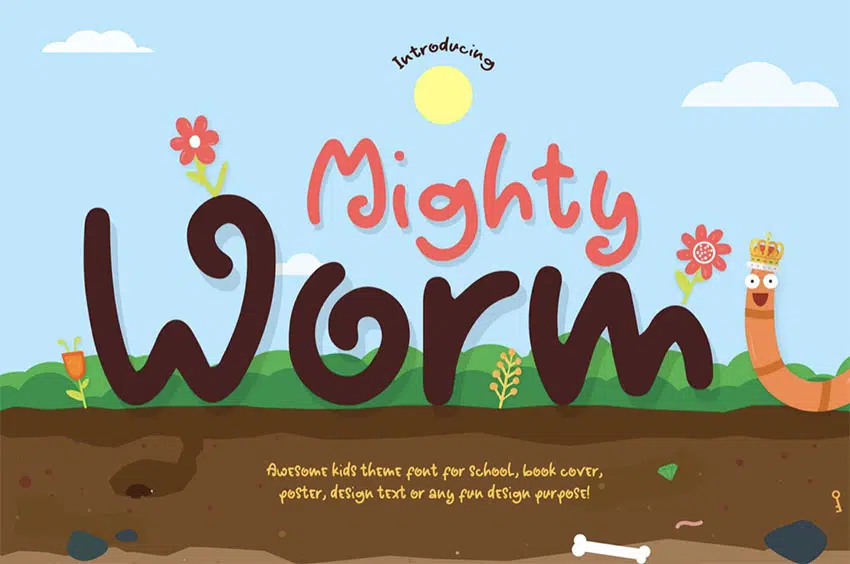 Introducing
Mighty
Worm
Awesome kids theme font for school, book cover,
poster, design text or any fun design purpose!